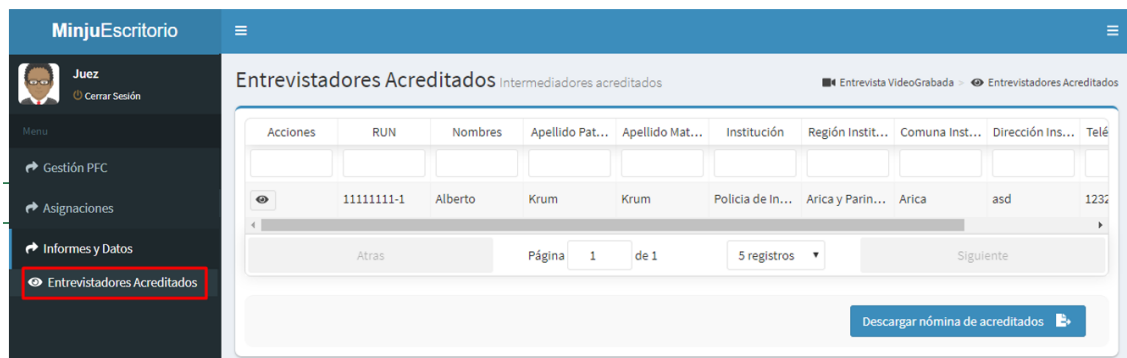 MinjuEscritorio
Juez
Cerrar Sesión
Menu
Gestión PFC
Asignaciones
Informes y Datos
Entrevistadores Acreditados
Entrevistadores Acreditados Intermediadores acreditados
Entrevista VideoGrabada > Entrevistadores Acreditados
Acciones RUN Nombres Apellido Pat... Apellido Mat... Institución Región Instit... Comuna Inst... Dirección Ins... Telé
11111111-1 Alberto Krum Krum Policia de In... Arica y Parin... Arica asd 1232
Atras Página 1 de 1 5 registros Siguiente
Descargar nómina de acreditados